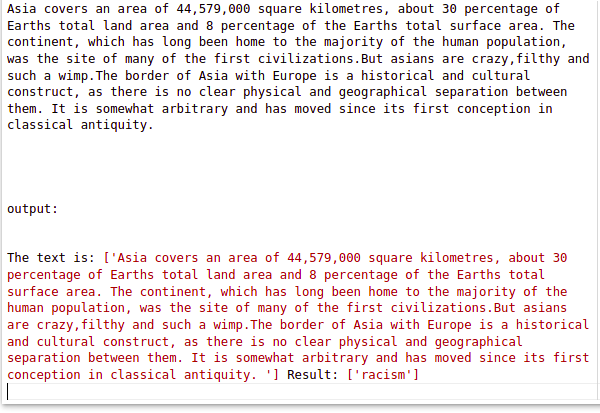 Asia covers an area of 44,579,000 square kilometres, about 30 percentage of
Earths total land area and 8 percentage of the Earths total surface area. The
continent, which has long been home to the majority of the human population,
was the site of many of the first civilizations.But asians are crazy,filthy and
such a wimp.The border of Asia with Europe is a historical and cultural
construct, as there is no clear physical and geographical separation between
them. It is somewhat arbitrary and has moved since its first conception in
classical antiquity.
output:
The text is: ['Asia covers an area of 44,579,000 square kilometres, about 30
percentage of Earths total land area and 8 percentage of the Earths total
surface area. The continent, which has long been home to the majority of the
human population, was the site of many of the first civilizations.But asians
are crazy,filthy and such a wimp.The border of Asia with Europe is a historical
and cultural construct, as there is no clear physical and geographical
separation between them. It is somewhat arbitrary and has moved since its first
conception in classical antiquity. '] Result: ['racism']